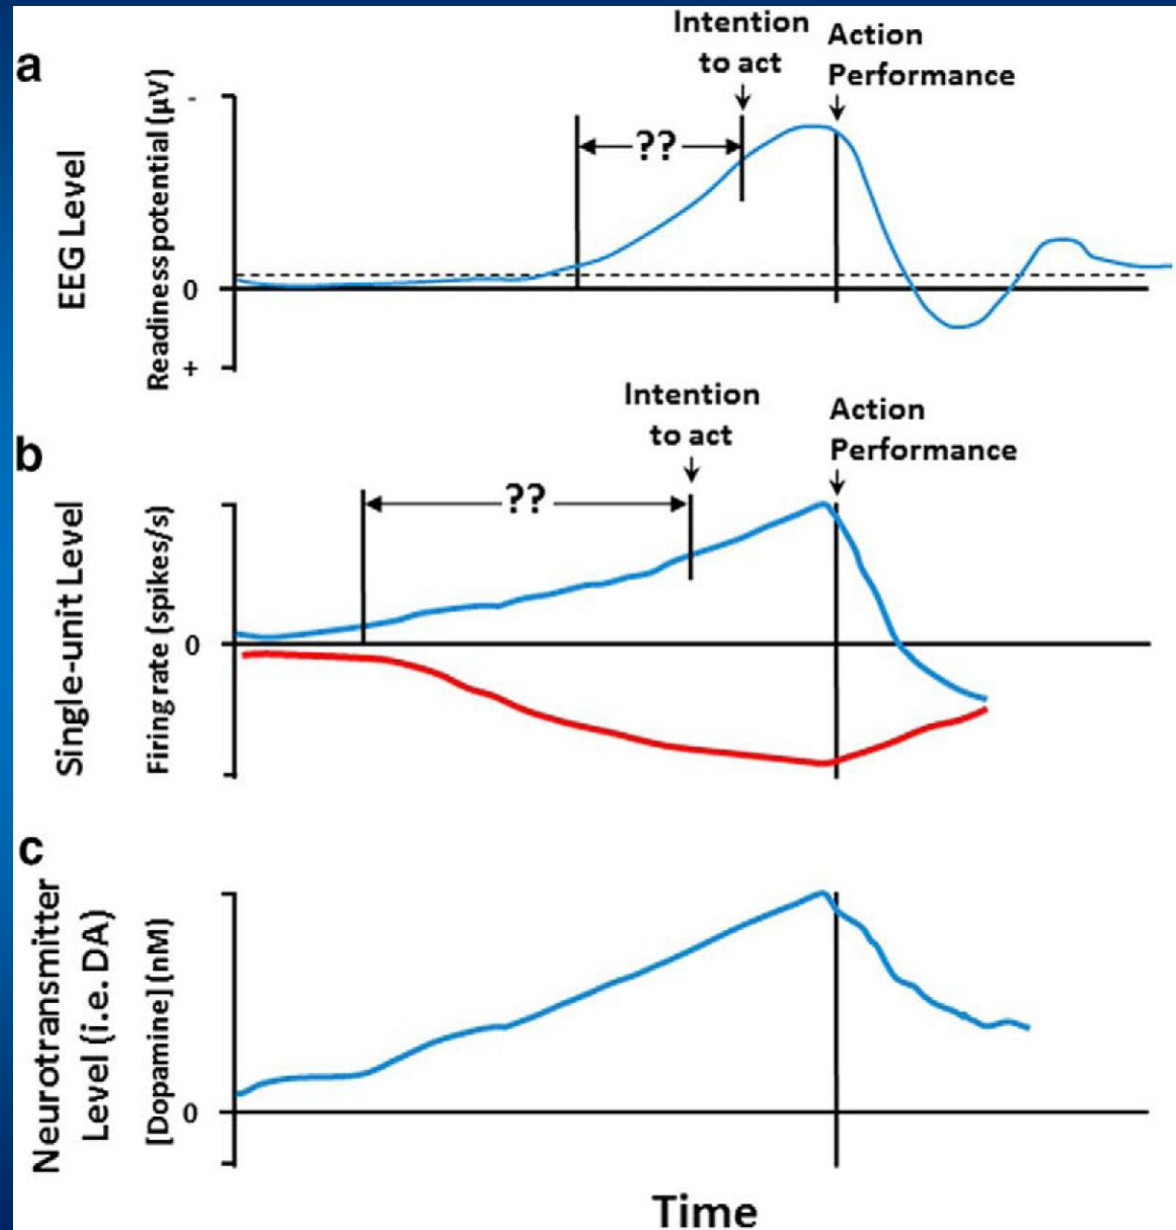 a
EEG Level
Readiness potential (μV)
-
0
+
Intention
to act
Action
Performance
??
b
Single-unit Level
Firing rate (spikes/s)
0
Intention
to act
Action
Performance
??
c
Neurotransmitter
Level (i.e. DA)
[Dopamine] (nM)
0
Time